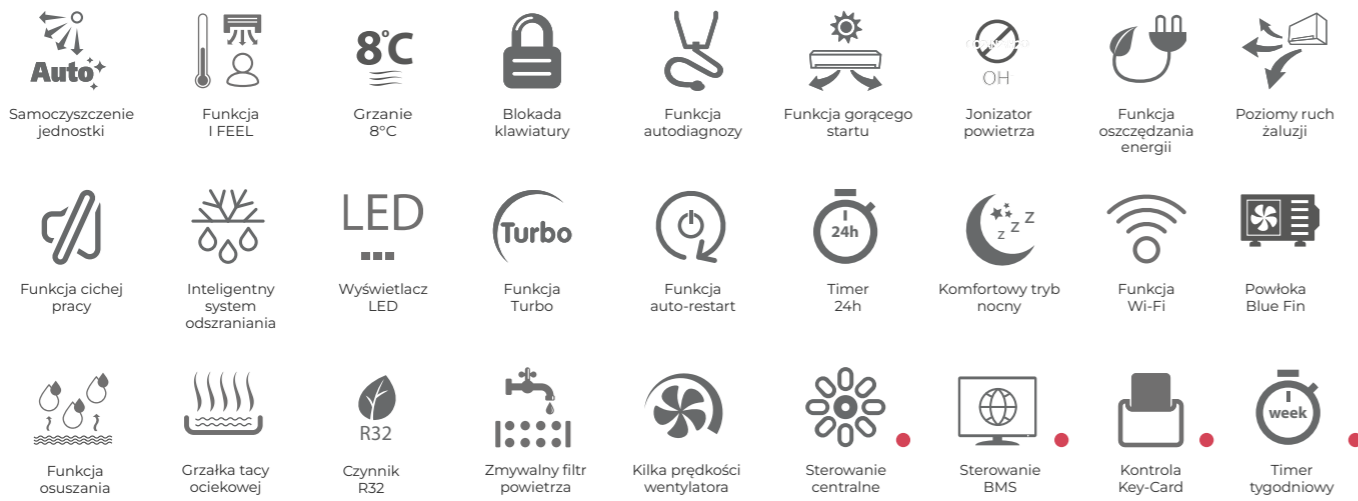 Auto
Samoczyszczenie
jednostki
Funkcja
I FEEL
8°C
Grzanie
8°C
Blokada
klawiatury
Funkcja
autodiagnozy
Funkcja gorącego
startu
OH
Jonizator
powietrza
Funkcja
oszczędzania
energii
Poziomy ruch
żaluzji
Funkcja cichej
pracy
Inteligentny
system
odszraniania
LED
Wyświetlacz
LED
Turbo
Funkcja
Turbo
Funkcja
auto-restart
24h
Timer
24h
z z Z
Komfortowy tryb
nocny
Funkcja
Wi-Fi
Powłoka
Blue Fin
Funkcja
osuszania
Grzałka tacy
ociekowej
R32
Czynnik
R32
Zmywalny filtr
powietrza
Kilka prędkości
wentylatora
Sterowanie
centralne
Sterowanie
BMS
Kontrola
Key-Card
week
Timer
tygodniowy